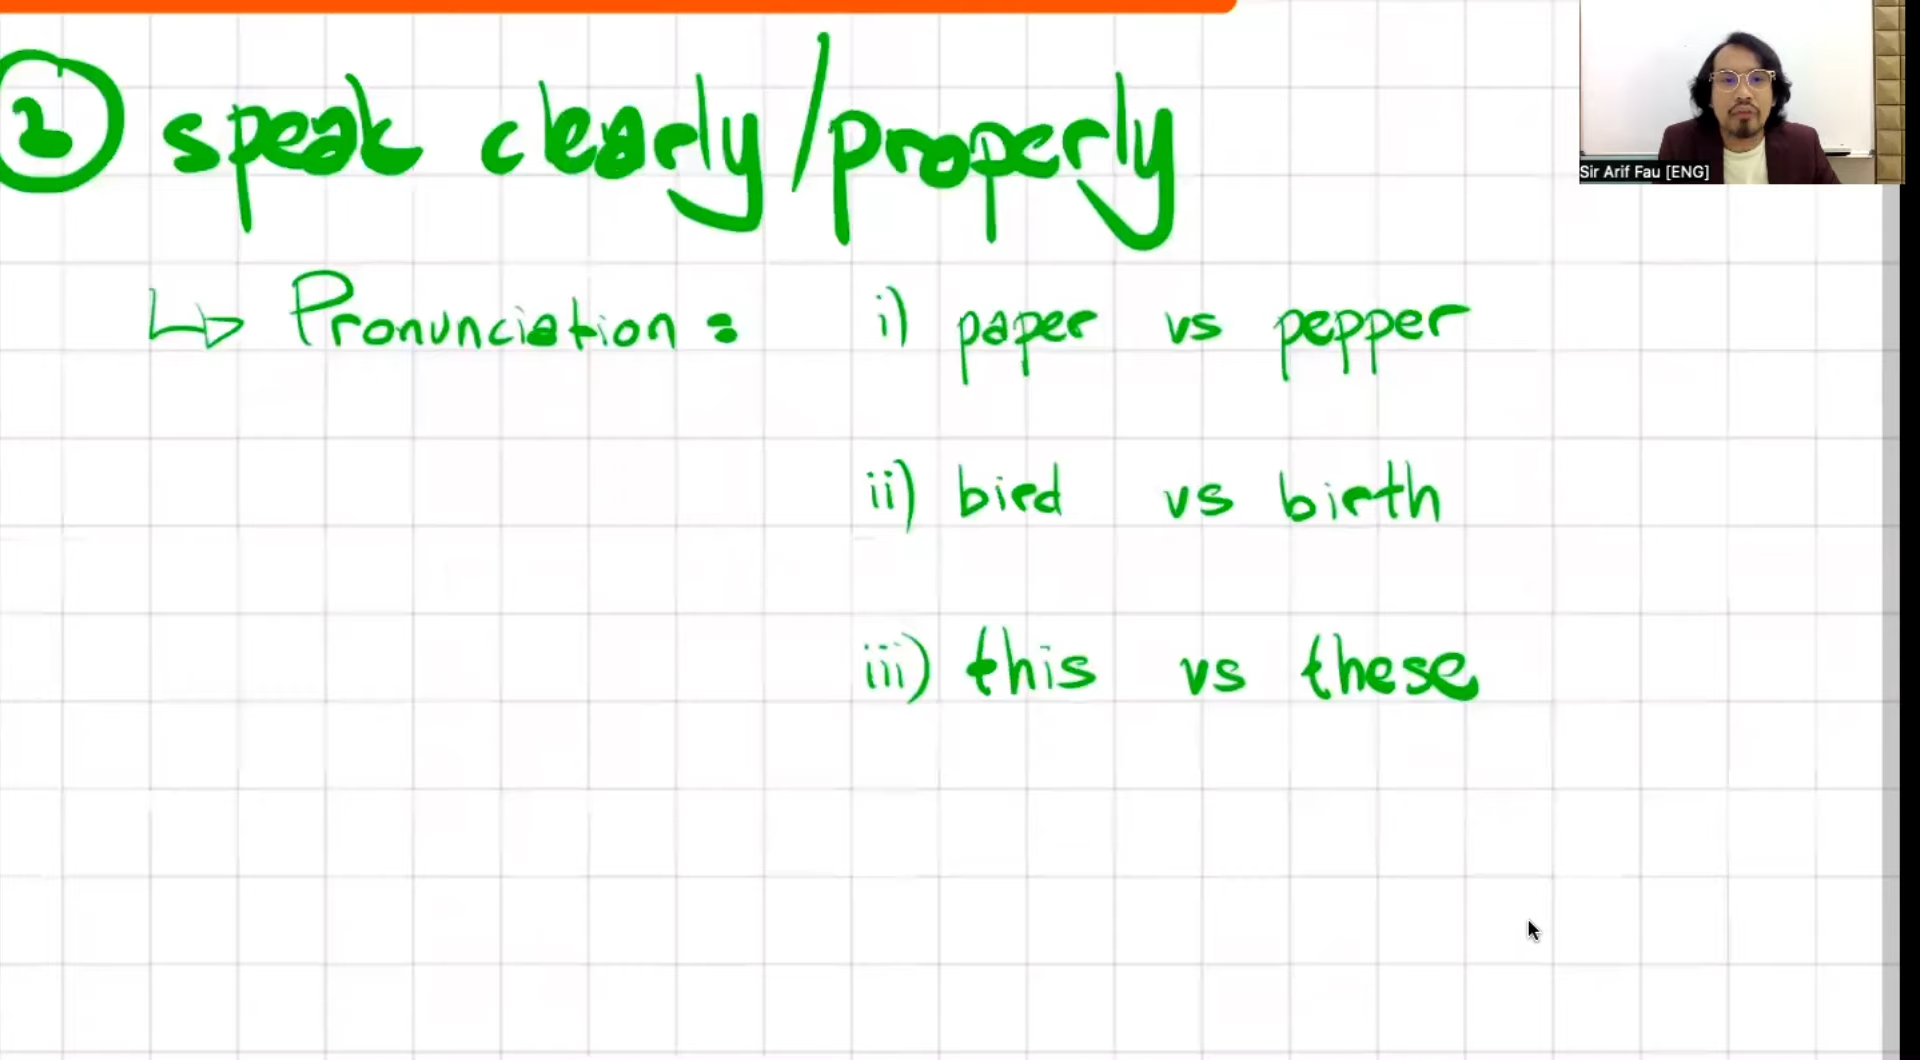 2 speak clearly/properly
↳ Pronunciation : i) paper vs pepper
ii) bird vs birth
iii) this vs these
Sir Arif Fau [ENG]